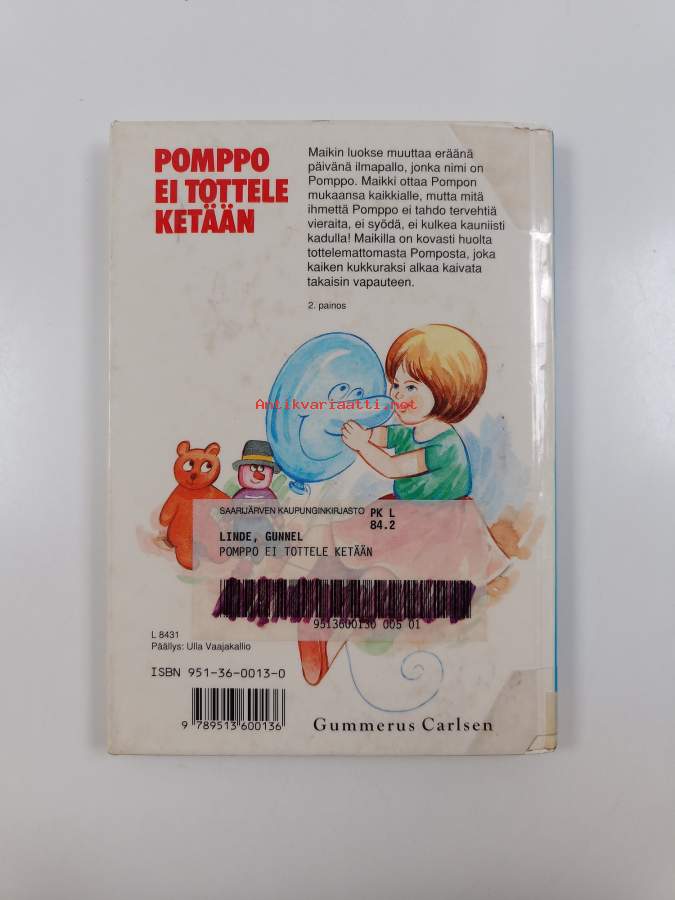 POMPPO
EI TOTTELE
KETÄÄN
Maikin luokse muuttaa eräänä
päivänä ilmapallo, jonka nimi on
Pomppo. Maikki ottaa Pompon
mukaansa kaikkialle, mutta mitä
ihmettä Pomppo ei tahdo tervehtiä
vieraita, ei syödä, ei kulkea kauniisti
kadulla! Maikilla on kovasti huolta
tottelemattomasta Pomposta, joka
kaiken kukkuraksi alkaa kaivata
takaisin vapauteen.
2. painos
Antikvariaatti.net
SAARIJÄRVEN KAUPUNGINKIRJASTO PK L
84.2
LINDE, GUNNEL
POMPPO EI TOTTELE KETÄÄN
9513600130 005 01
L 8431
Päällys: Ulla Vaajakallio
ISBN 951-36-0013-0
9 789513 600136
Gummerus Carlsen